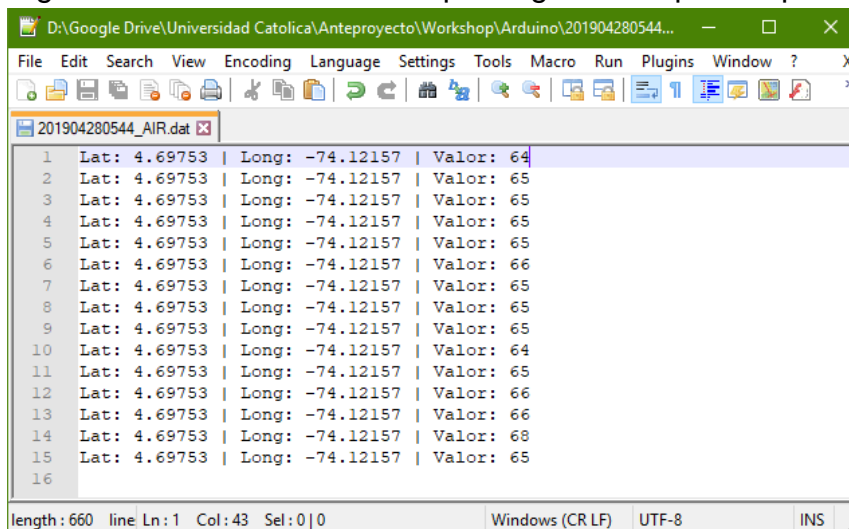 D:\Google Drive\Universidad Catolica\Anteproyecto\Workshop\Arduino\201904280544...
File Edit Search View Encoding Language Settings Tools Macro Run Plugins Window ? X
201904280544_AIR.dat
1 Lat: 4.69753 | Long: -74.12157 | Valor: 64
2 Lat: 4.69753 | Long: -74.12157 | Valor: 65
3 Lat: 4.69753 | Long: -74.12157 | Valor: 65
4 Lat: 4.69753 | Long: -74.12157 | Valor: 65
5 Lat: 4.69753 | Long: -74.12157 | Valor: 65
6 Lat: 4.69753 | Long: -74.12157 | Valor: 66
7 Lat: 4.69753 | Long: -74.12157 | Valor: 65
8 Lat: 4.69753 | Long: -74.12157 | Valor: 65
9 Lat: 4.69753 | Long: -74.12157 | Valor: 65
10 Lat: 4.69753 | Long: -74.12157 | Valor: 64
11 Lat: 4.69753 | Long: -74.12157 | Valor: 65
12 Lat: 4.69753 | Long: -74.12157 | Valor: 66
13 Lat: 4.69753 | Long: -74.12157 | Valor: 66
14 Lat: 4.69753 | Long: -74.12157 | Valor: 68
15 Lat: 4.69753 | Long: -74.12157 | Valor: 65
16
length : 660 line Ln : 1 Col : 43 Sel : 0 | 0 Windows (CR LF) UTF-8 INS